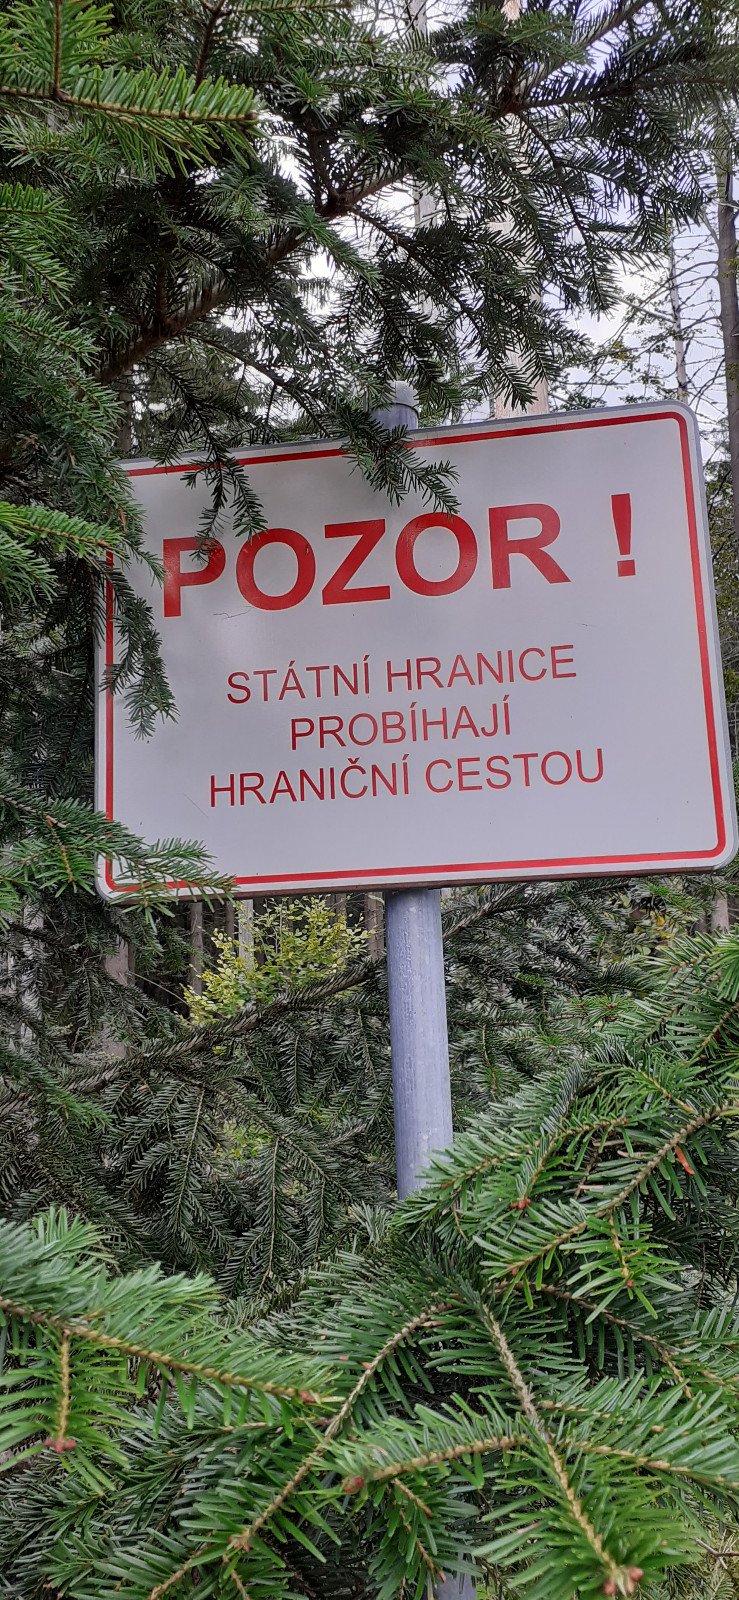 POZOR !
STÁTNÍ HRANICE
PROBÍHAJÍ
HRANIČNÍ CESTOU